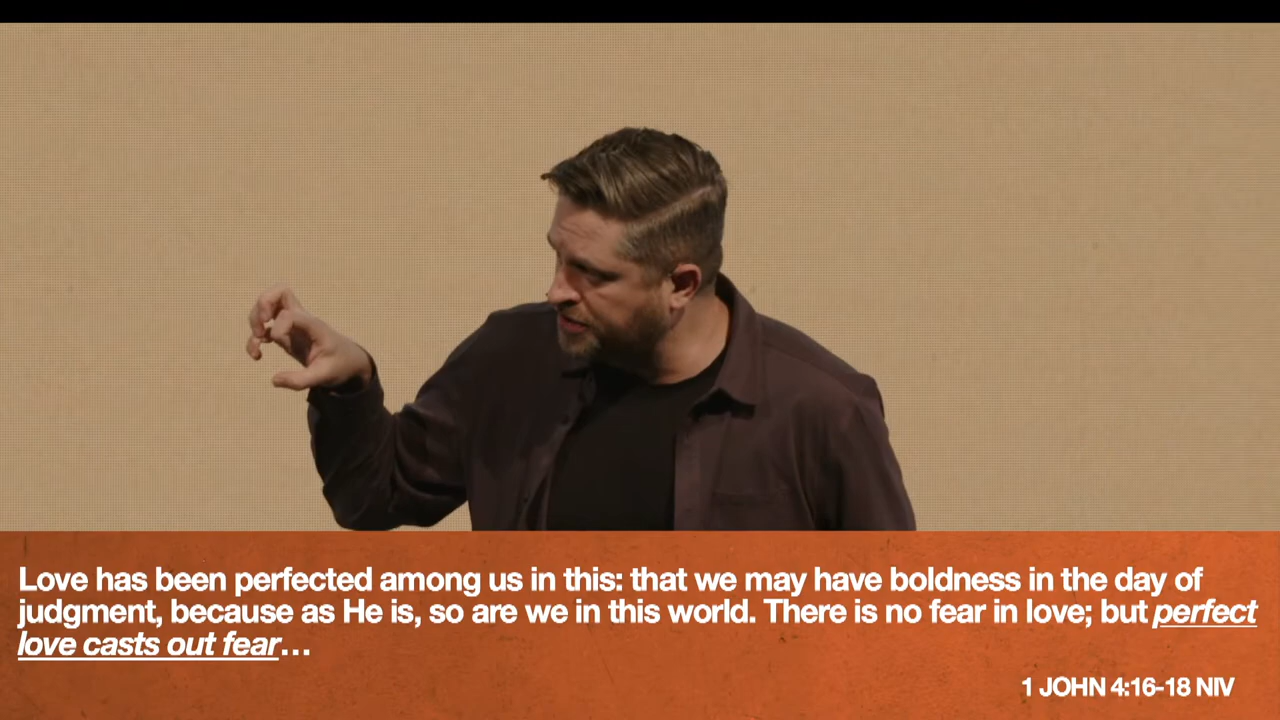 Love has been perfected among us in this: that we may have boldness in the day of
judgment, because as He is, so are we in this world. There is no fear in love; but perfect
love casts out fear...
1 JOHN 4:16-18 NIV